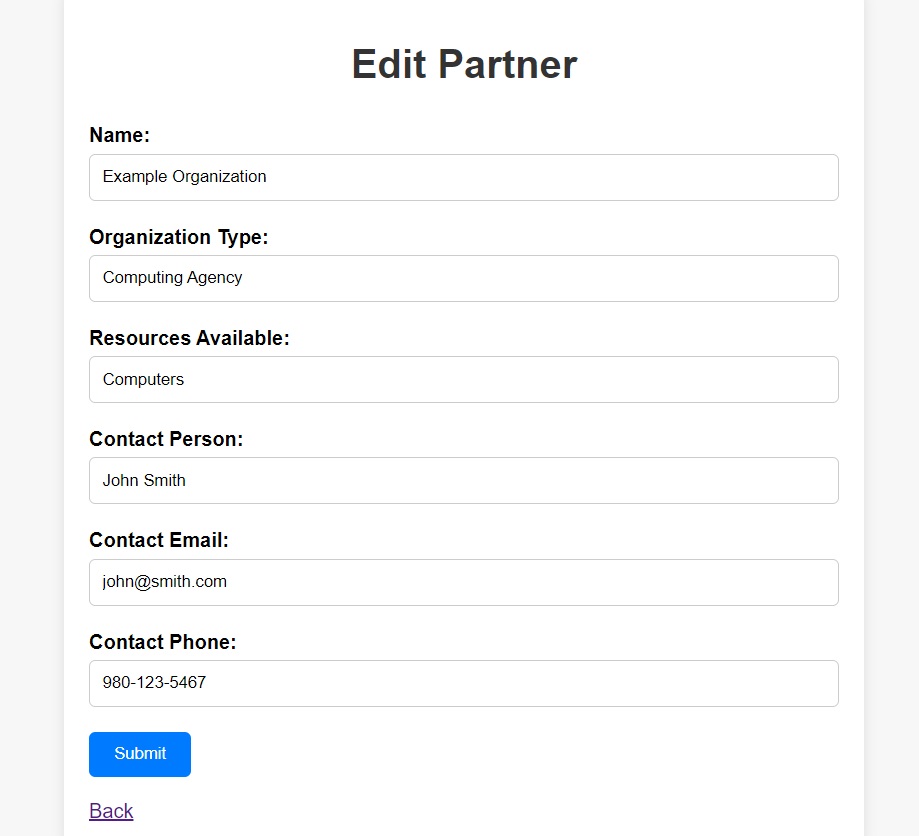 Edit Partner
Name:
Example Organization
Organization Type:
Computing Agency
Resources Available:
Computers
Contact Person:
John Smith
Contact Email:
john@smith.com
Contact Phone:
980-123-5467
Submit
Back